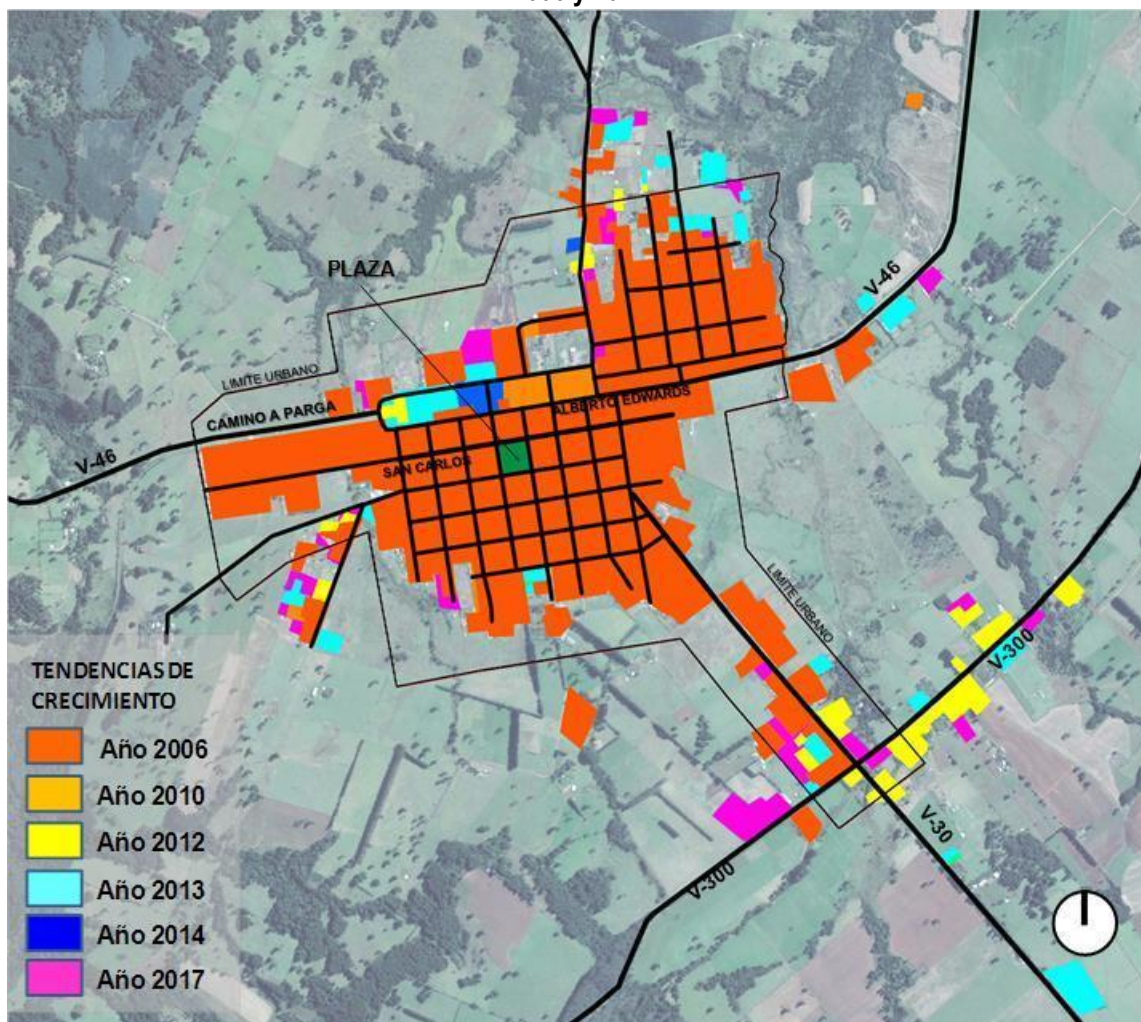 PLAZA
V-46
LIMITE URBANO
CAMINO A PARGA
ALBERTO EDWARDS
V-46
SAN CARLOS
LIMITE URBANO
V-300
TENDENCIAS DE
CRECIMIENTO
Año 2006
Año 2010
Año 2012
Año 2013
Año 2014
Año 2017
V-30
V-300